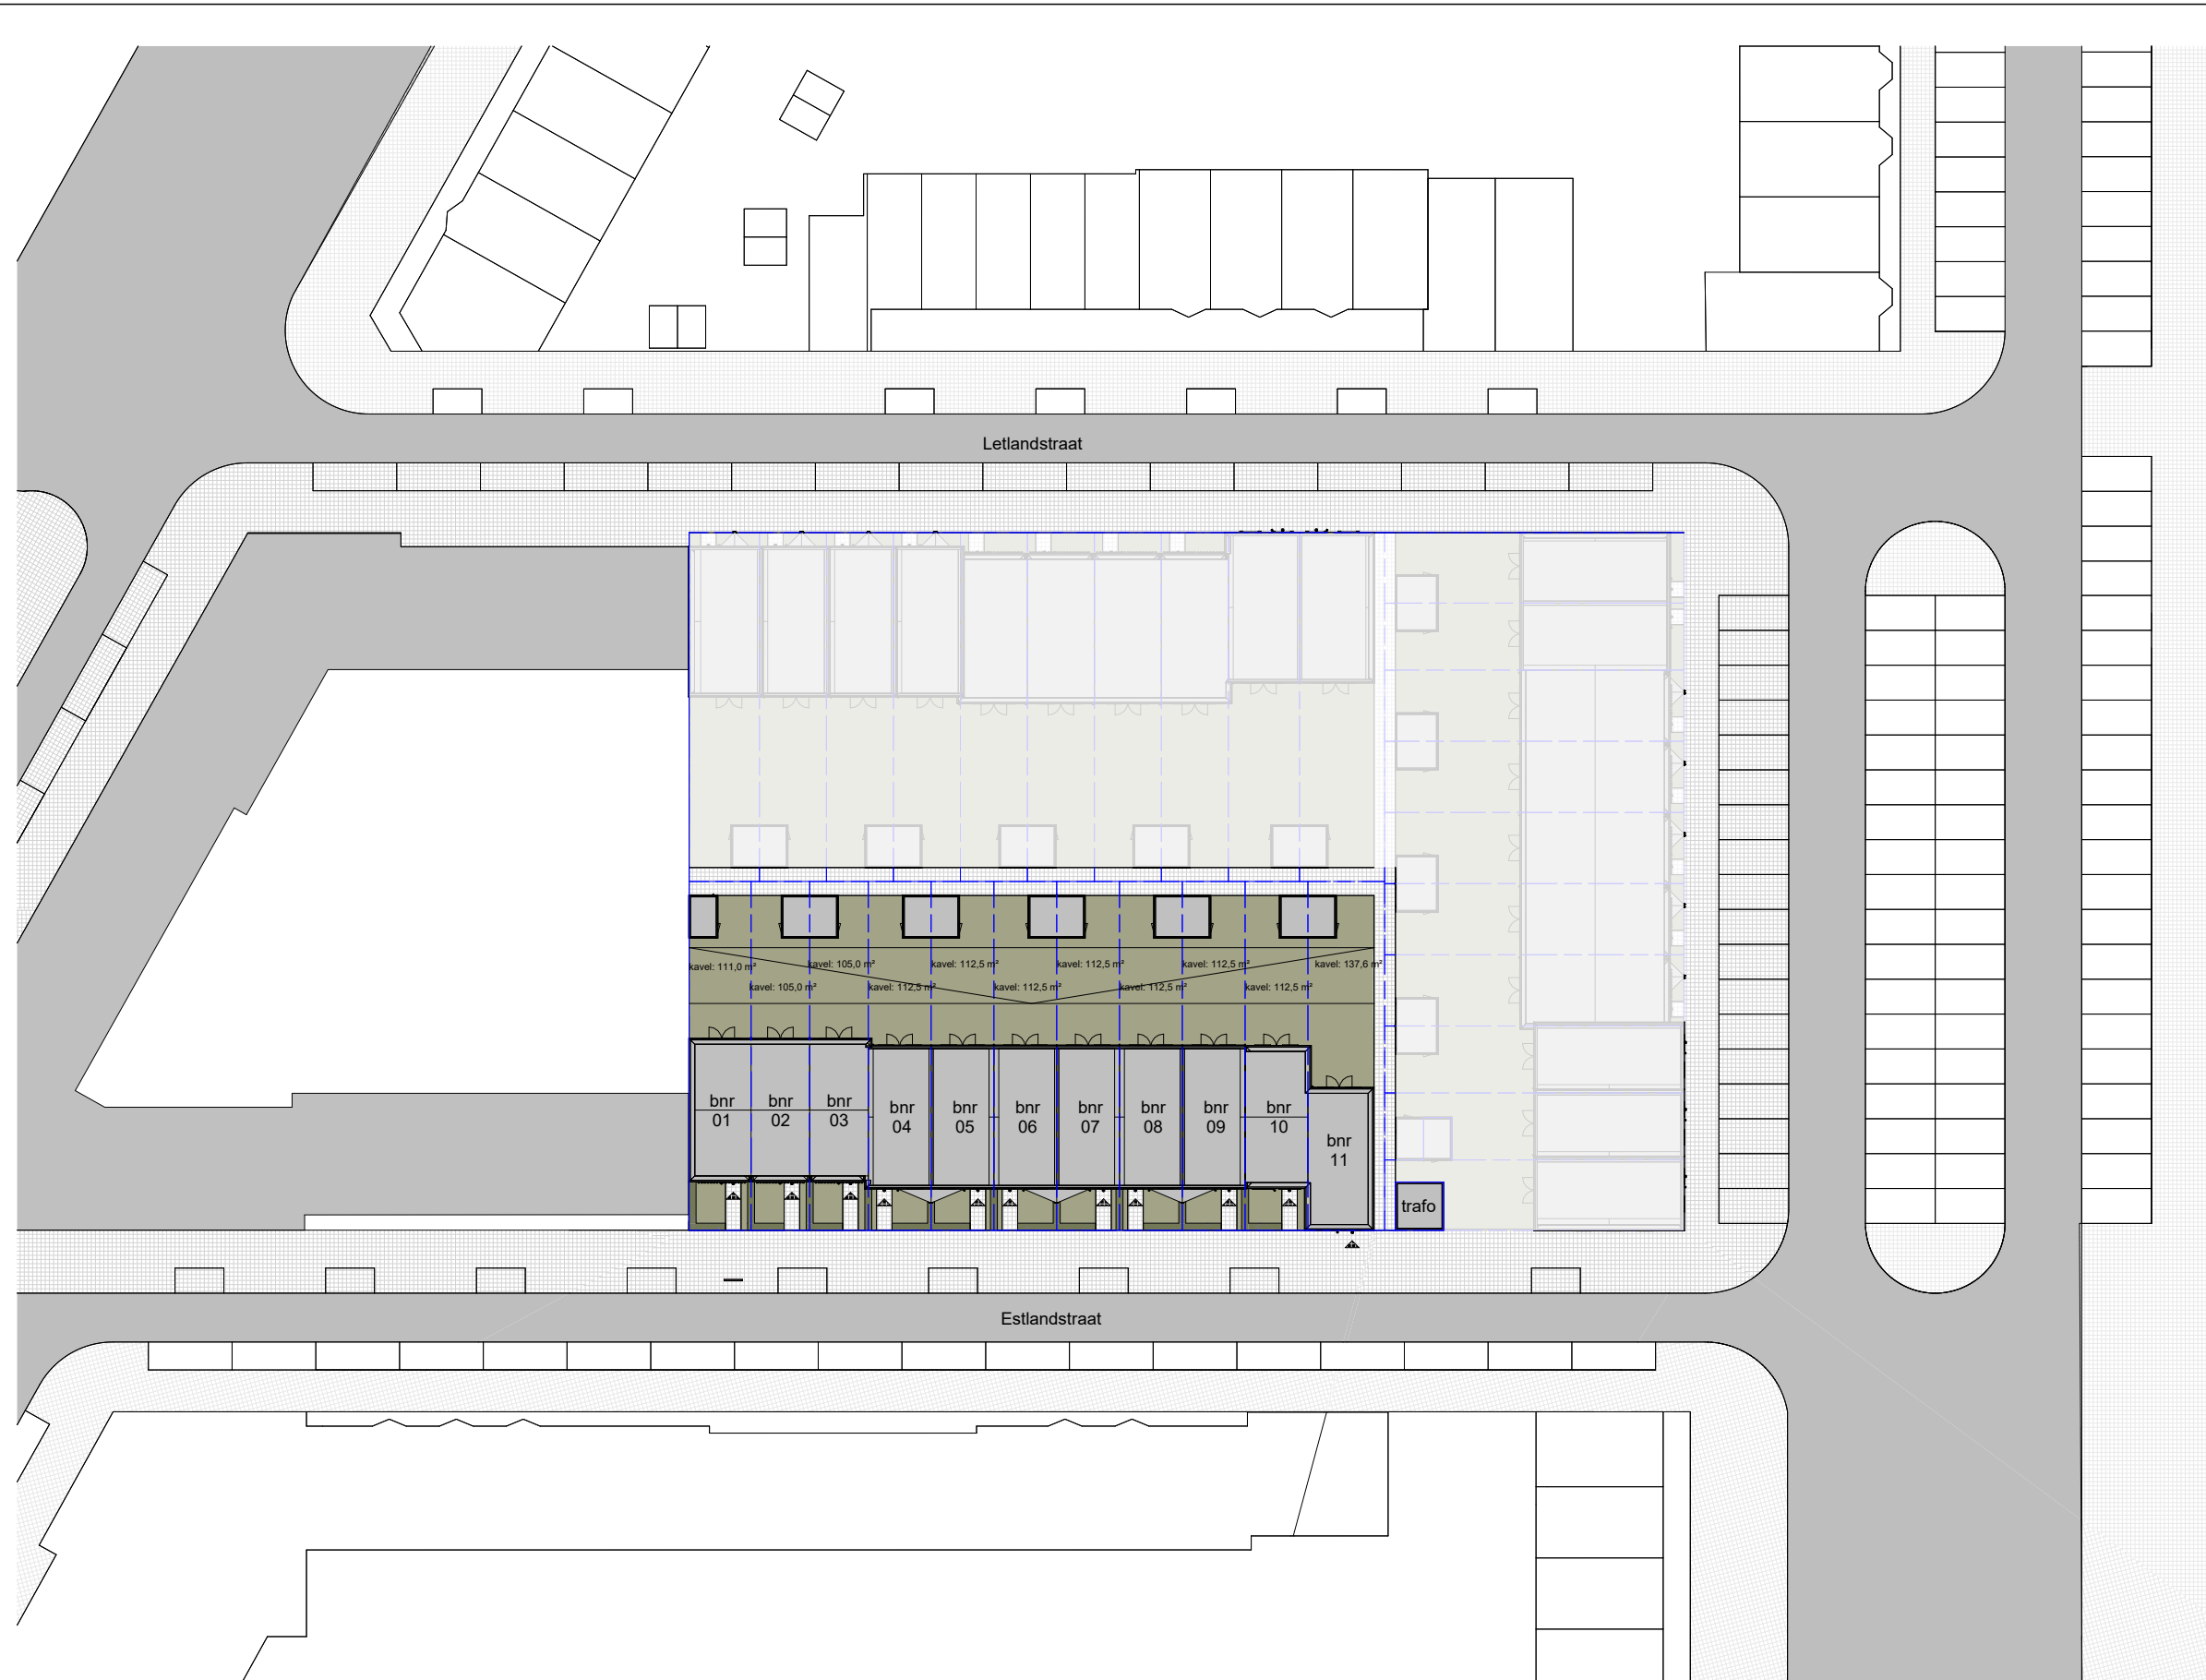 Letlandstraat
kavel: 111,0 m²
kavel: 105,0 m²
kavel: 105,0 m²
kavel: 112,5 m²
kavel: 112,5 m²
kavel: 112,5 m²
kavel: 112,5 m²
kavel: 112,5 m²
kavel: 112,5 m²
kavel: 112,5 m²
kavel: 137,6 m²
bnr
01
bnr
02
bnr
03
bnr
04
bnr
05
bnr
06
bnr
07
bnr
08
bnr
09
bnr
10
bnr
11
trafo
Estlandstraat